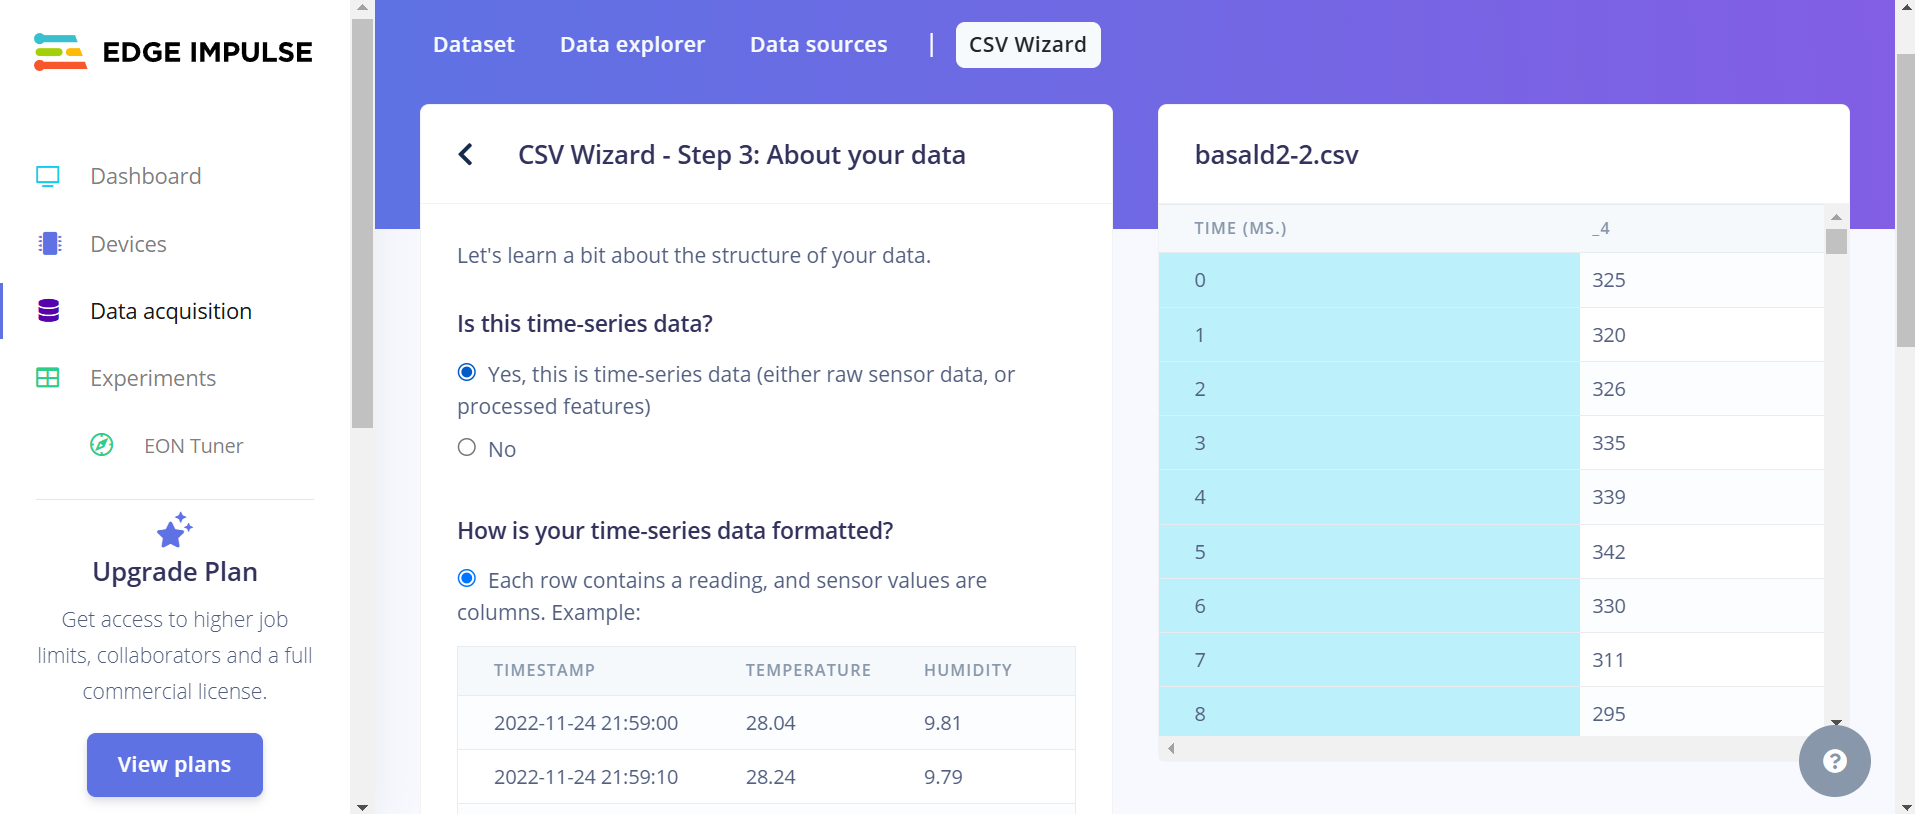 EDGE IMPULSE
Dashboard
Devices
Data acquisition
Experiments
EON Tuner
Upgrade Plan
Get access to higher job
limits, collaborators and a full
commercial license.
View plans
Dataset Data explorer Data sources | CSV Wizard
CSV Wizard - Step 3: About your data
Let's learn a bit about the structure of your data.
Is this time-series data?
Yes, this is time-series data (either raw sensor data, or
processed features)
No
How is your time-series data formatted?
Each row contains a reading, and sensor values are
columns. Example:
TIMESTAMP TEMPERATURE HUMIDITY
2022-11-24 21:59:00 28.04 9.81
2022-11-24 21:59:10 28.24 9.79
basald2-2.csv
TIME (MS.) _4
0 325
1 320
2 326
3 335
4 339
5 342
6 330
7 311
8 295
?